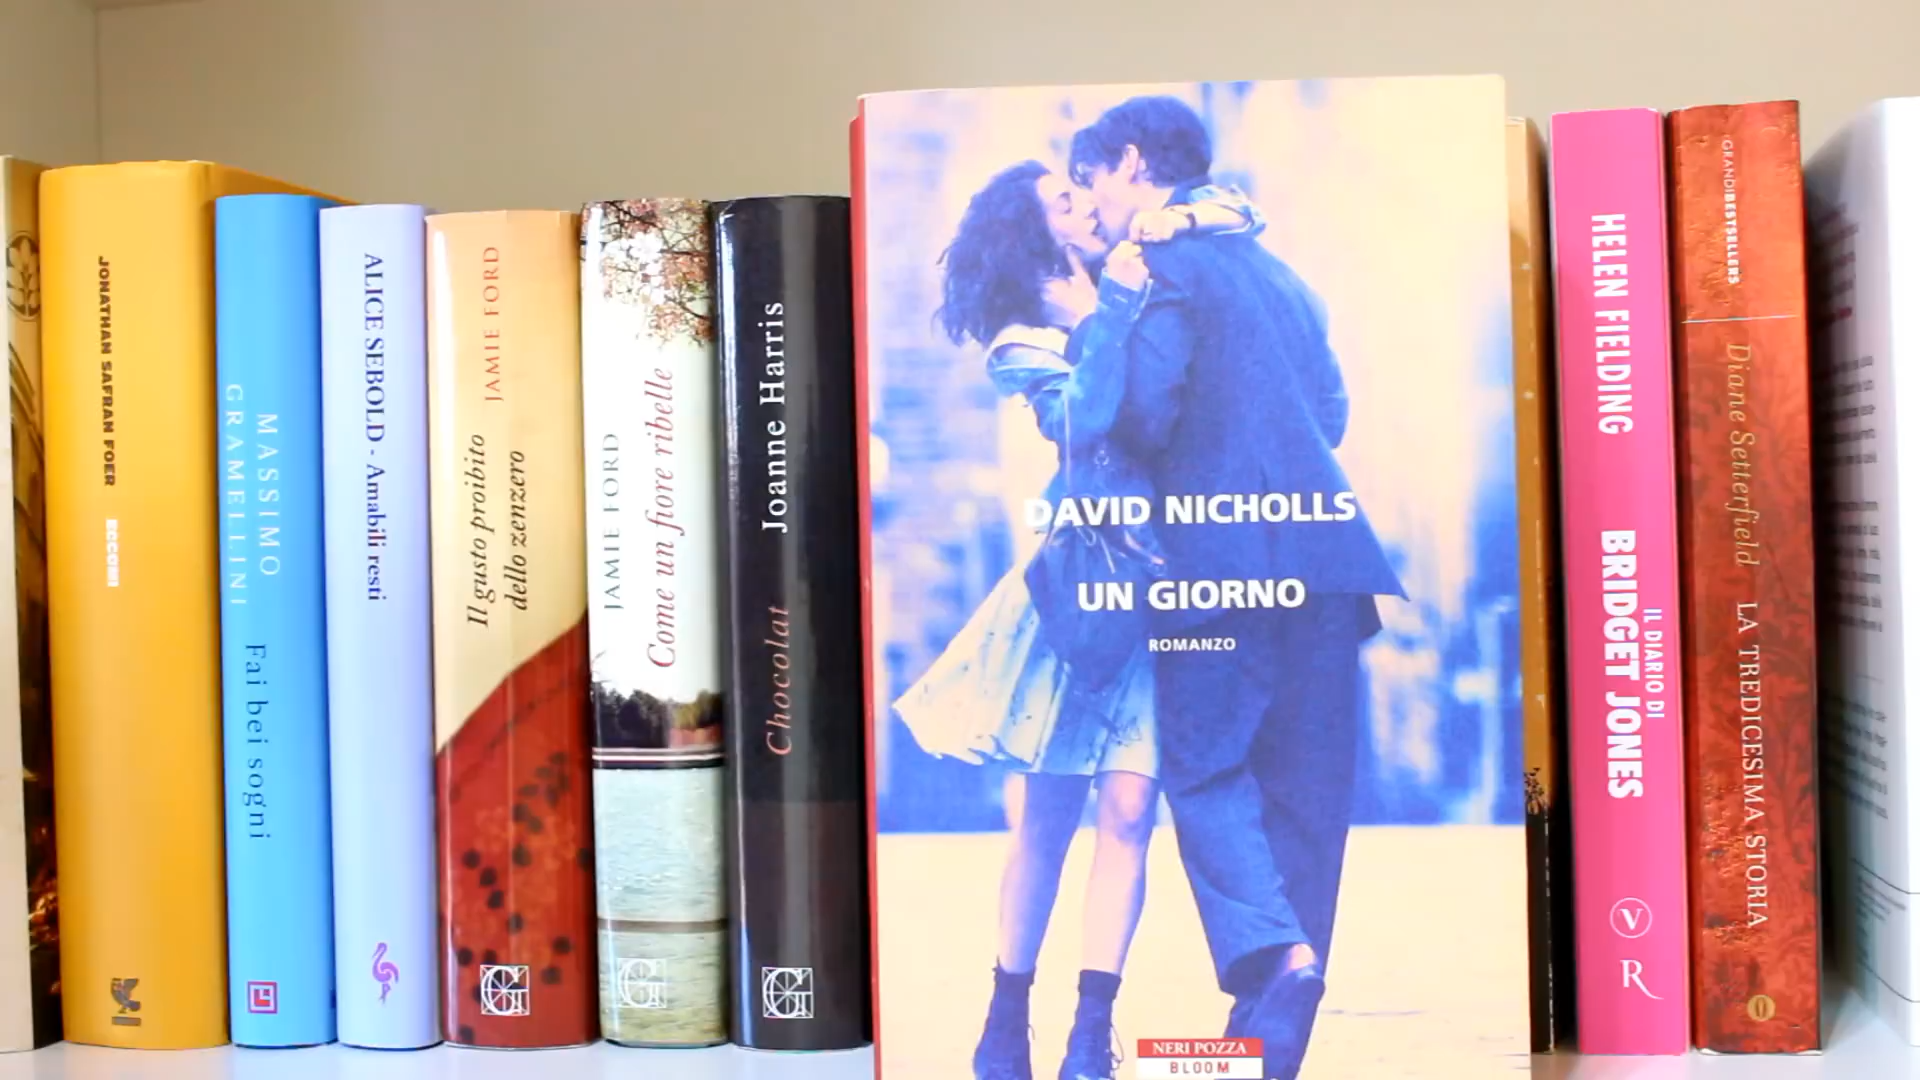 JONATHAN SAFRAN FOER ECCOMI
MASSIMO
GRAMELLINI
Fai bei sogni
ALICE SEBOLD - Amabili resti
JAMIE FORD
Il gusto proibito
dello zenzero
G
JAMIE FORD
Come un fiore ribelle
G
Joanne Harris
Chocolat
G
DAVID NICHOLLS
UN GIORNO
ROMANZO
NERI POZZA
BLOOM
HELEN FIELDING
IL DIARIO DI
BRIDGET JONES
V
R
GRANDIBESTSELLERS
Diane Setterfield LA TREDICESIMA STORIA
O